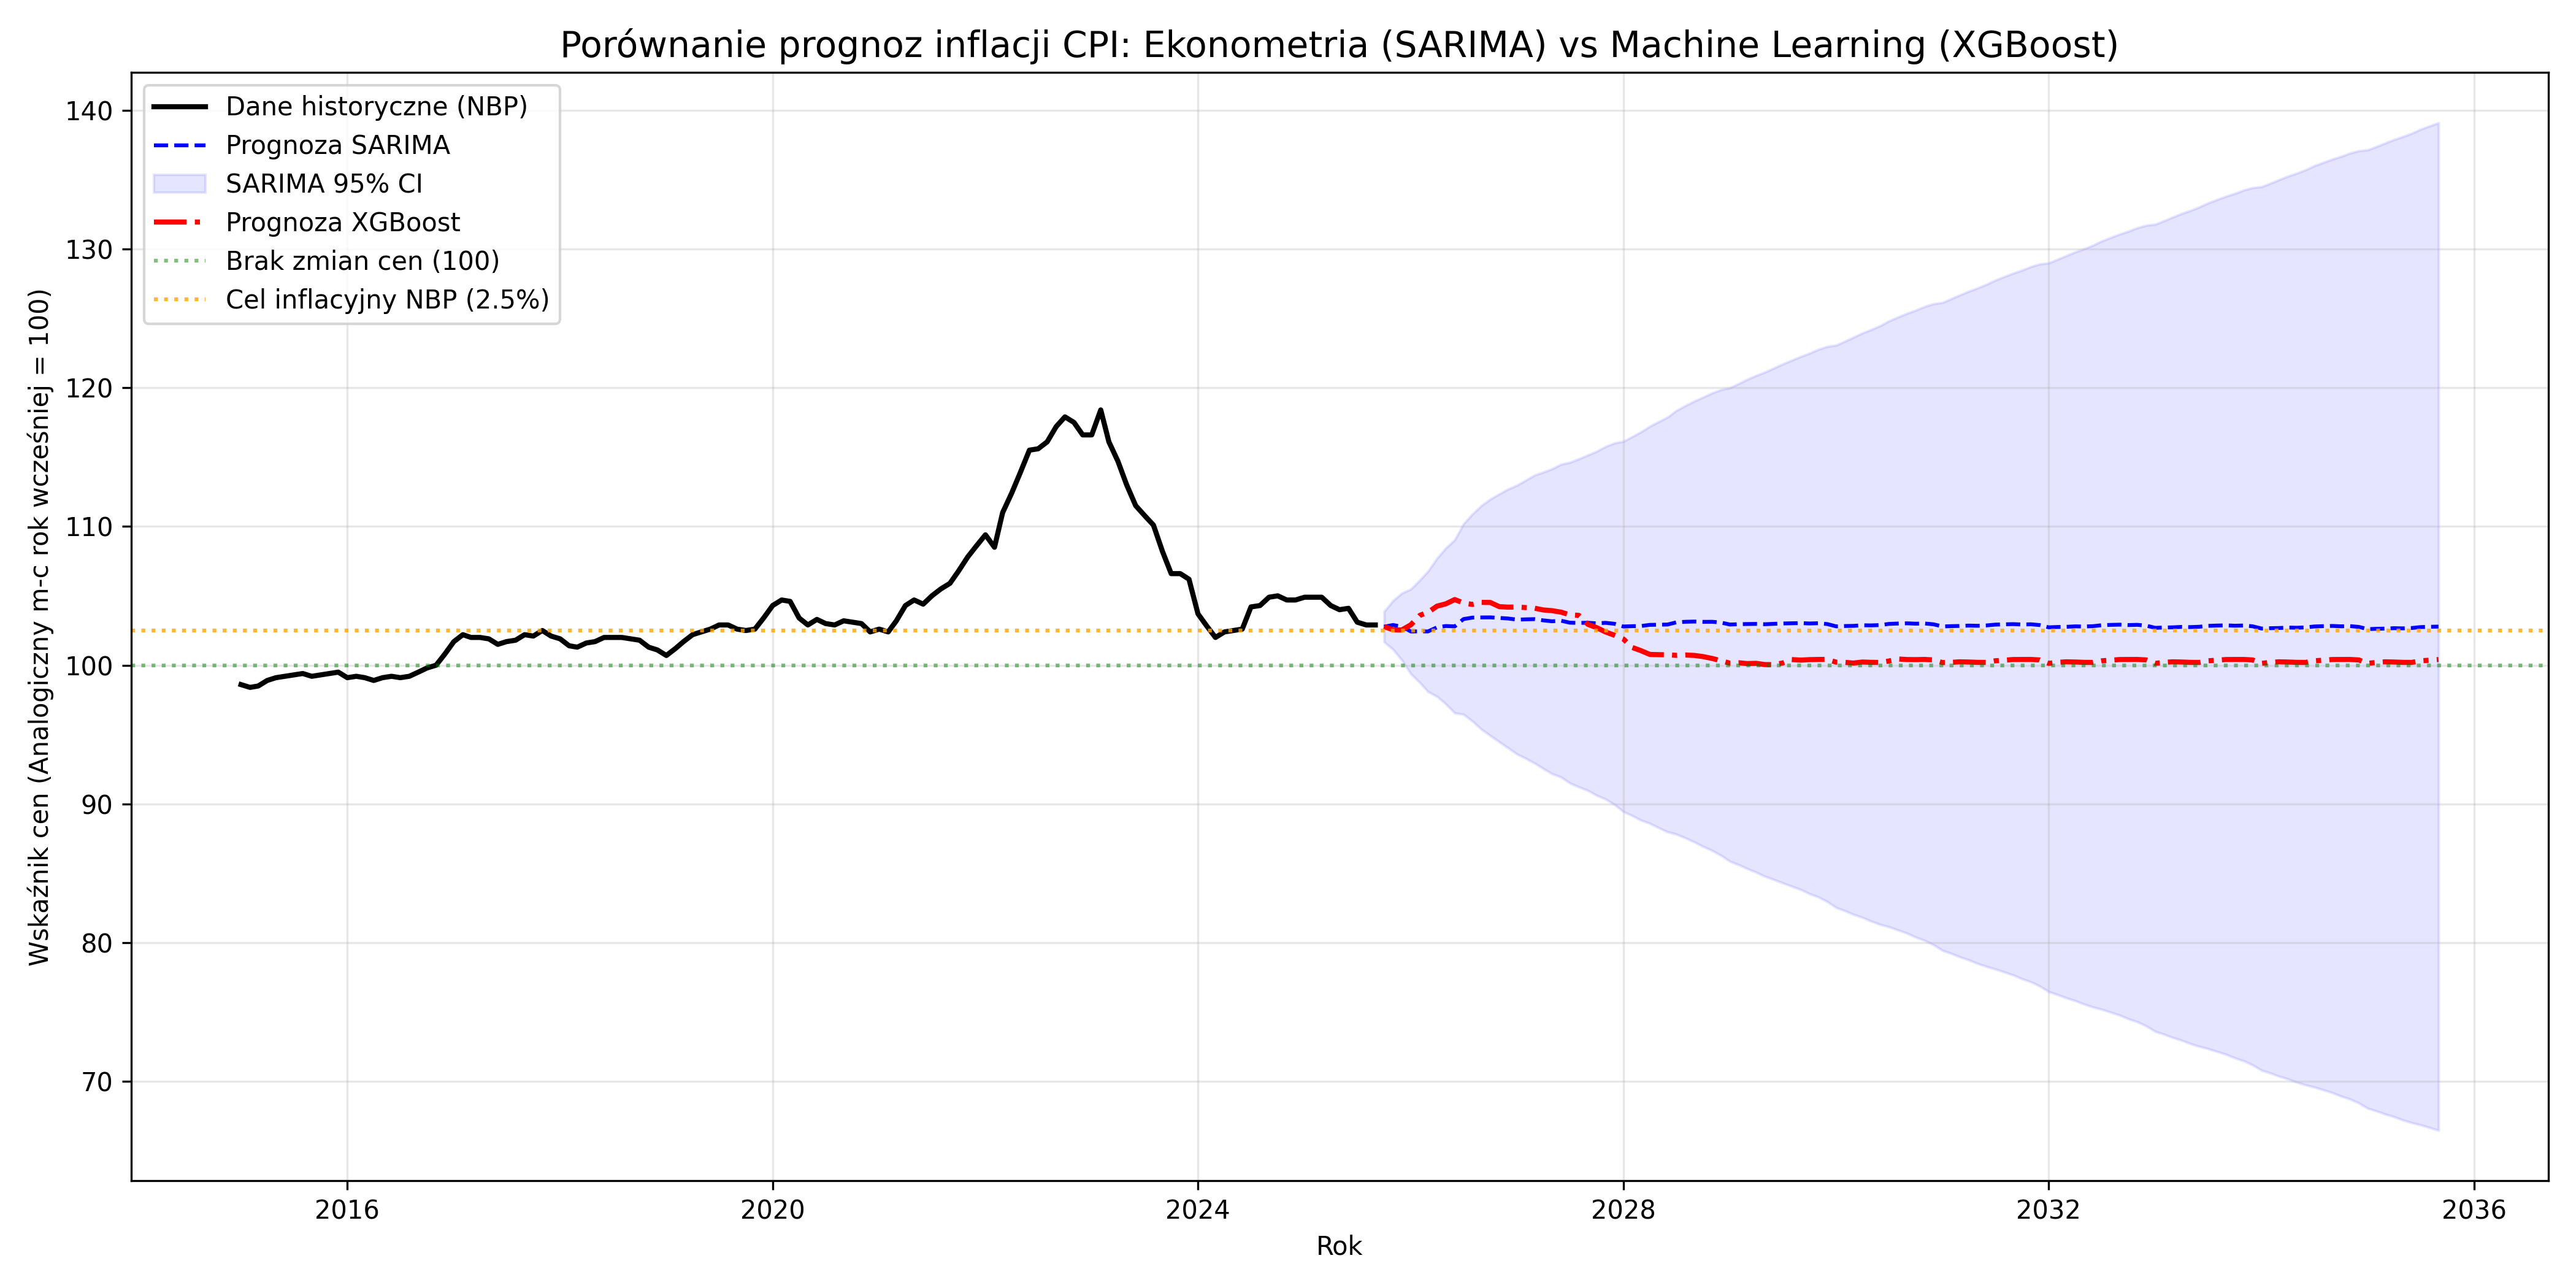 Porównanie prognoz inflacji CPI: Ekonometria (SARIMA) vs Machine Learning (XGBoost)
Dane historyczne (NBP)
Prognoza SARIMA
SARIMA 95% CI
Prognoza XGBoost
Brak zmian cen (100)
Cel inflacyjny NBP (2.5%)
Wskaźnik cen (Analogiczny m-c rok wcześniej = 100)
140
130
120
110
100
90
80
70
2016
2020
2024
2028
2032
2036
Rok